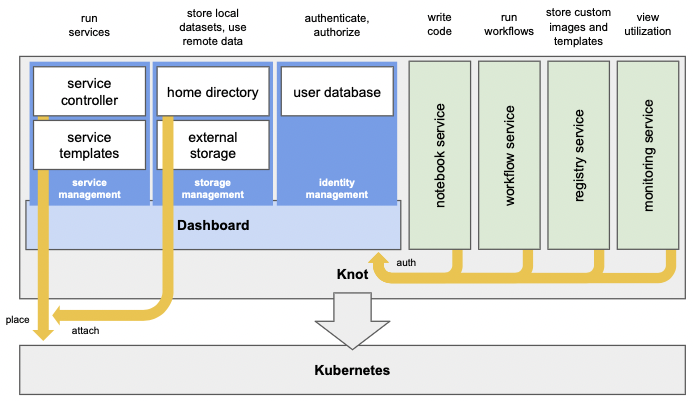 run
services
store local
datasets, use
remote data
authenticate,
authorize
write
code
run
workflows
store custom
images and
templates
view
utilization
service
controller
home directory
user database
service
templates
external
storage
service
management
storage
management
identity
management
Dashboard
notebook service
workflow service
registry service
monitoring service
auth
Knot
place
attach
Kubernetes